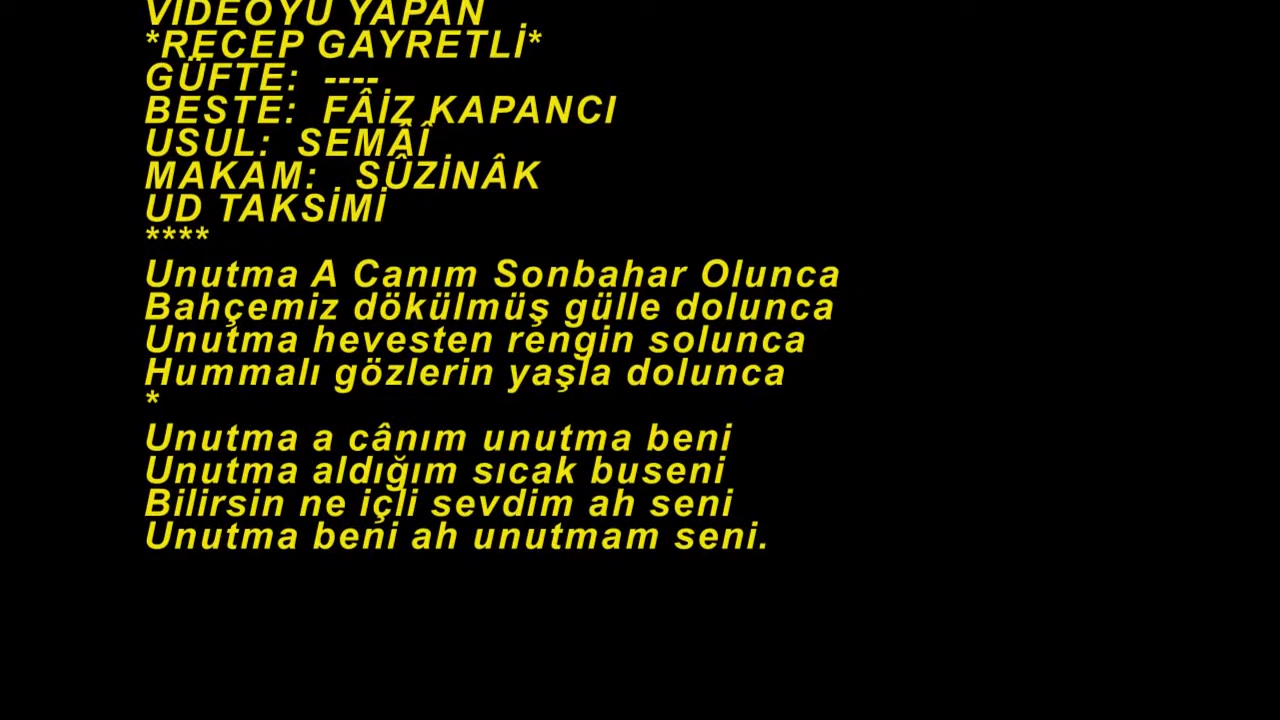 VİDEOYU YAPAN
*RECEP GAYRETLİ*
GÜFTE:  ----
BESTE:  FÂİZ KAPANCI
USUL:  SEMÂÎ
MAKAM:   SÛZİNÂK
UD TAKSİMİ
****
Unutma A Canım Sonbahar Olunca
Bahçemiz dökülmüş gülle dolunca
Unutma hevesten rengin solunca
Hummalı gözlerin yaşla dolunca
*
Unutma a cânım unutma beni
Unutma aldığım sıcak buseni
Bilirsin ne içli sevdim ah seni
Unutma beni ah unutmam seni.